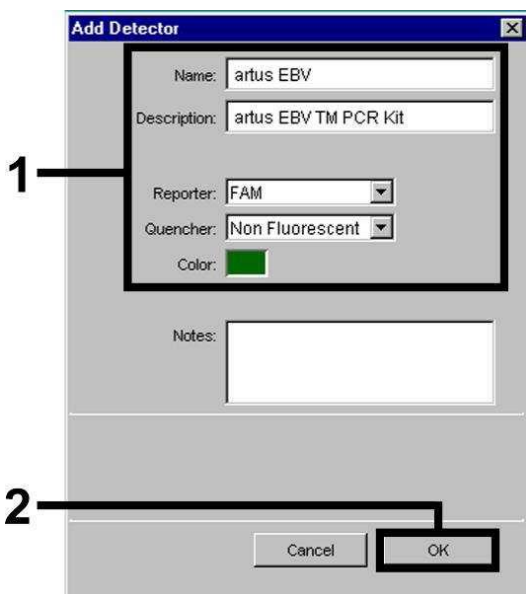 Add Detector
Name: artus EBV
Description: artus EBV TM PCR Kit
1
Reporter: FAM
Quencher: Non Fluorescent
Color:
Notes:
2
Cancel OK